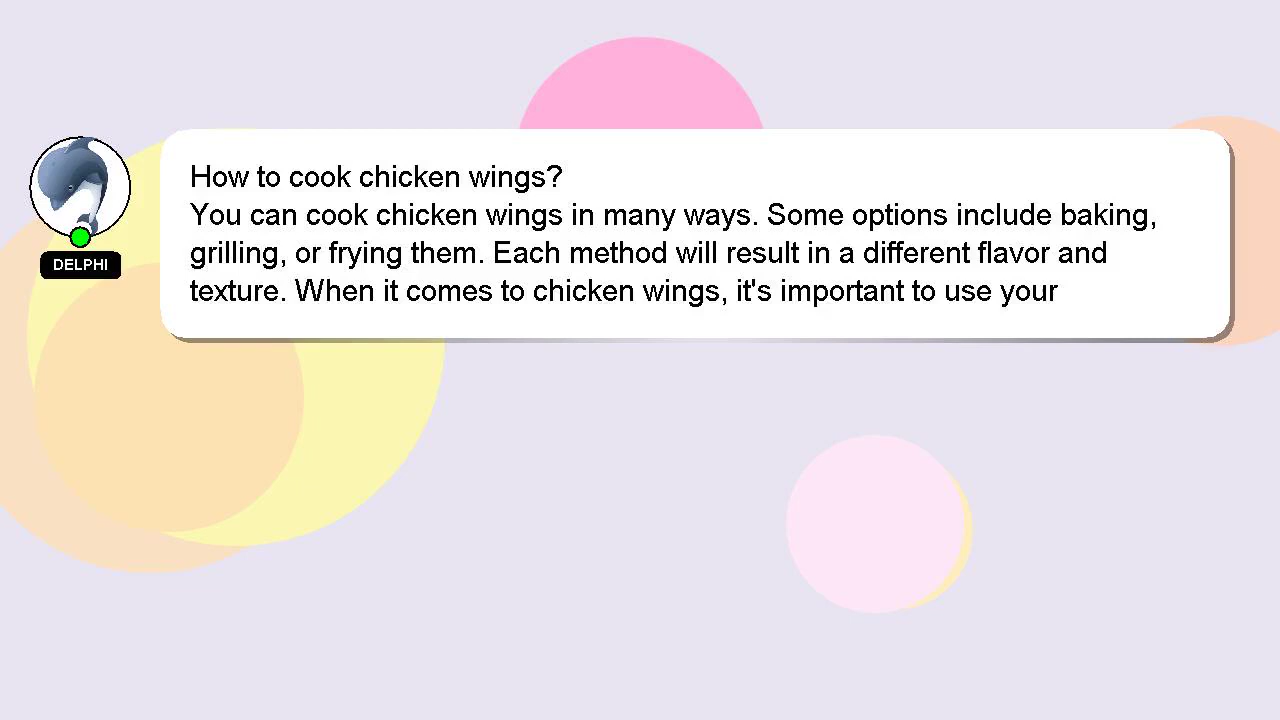 How to cook chicken wings?
You can cook chicken wings in many ways. Some options include baking,
grilling, or frying them. Each method will result in a different flavor and
texture. When it comes to chicken wings, it's important to use your
DELPHI